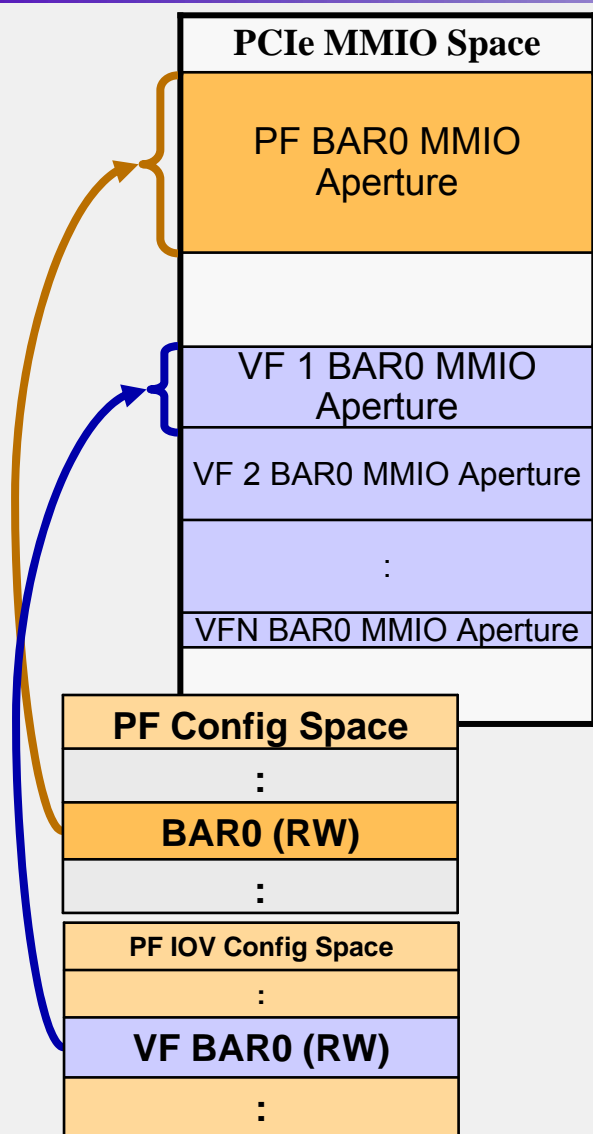 PCIe MMIO Space
PF BAR0 MMIO
Aperture
VF 1 BAR0 MMIO
Aperture
VF 2 BAR0 MMIO Aperture
:
VFN BAR0 MMIO Aperture
PF Config Space
:
BAR0 (RW)
:
PF IOV Config Space
:
VF BAR0 (RW)
: